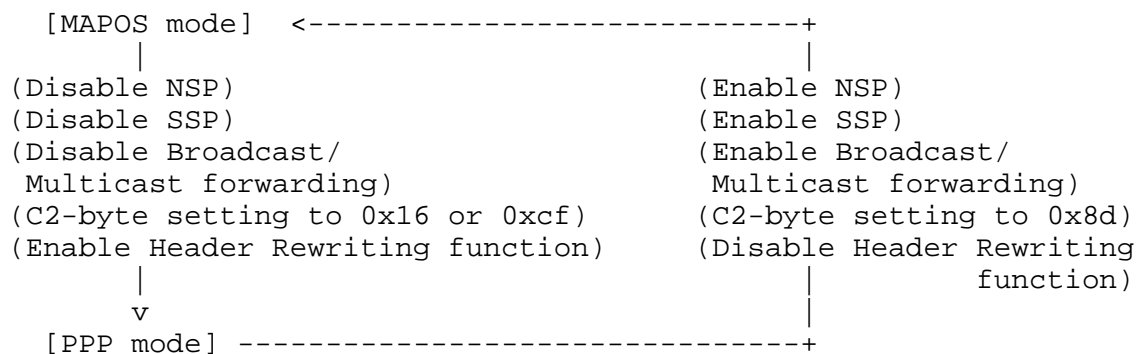 [MAPOS mode]  <----------------------------+
      |                                    |
(Disable NSP)                       (Enable NSP)
(Disable SSP)                       (Enable SSP)
(Disable Broadcast/                 (Enable Broadcast/
 Multicast forwarding)               Multicast forwarding)
(C2-byte setting to 0x16 or 0xcf)   (C2-byte setting to 0x8d)
(Enable Header Rewriting function)  (Disable Header Rewriting
      |                                    |        function)
      v                                    |
[PPP mode] --------------------------------+